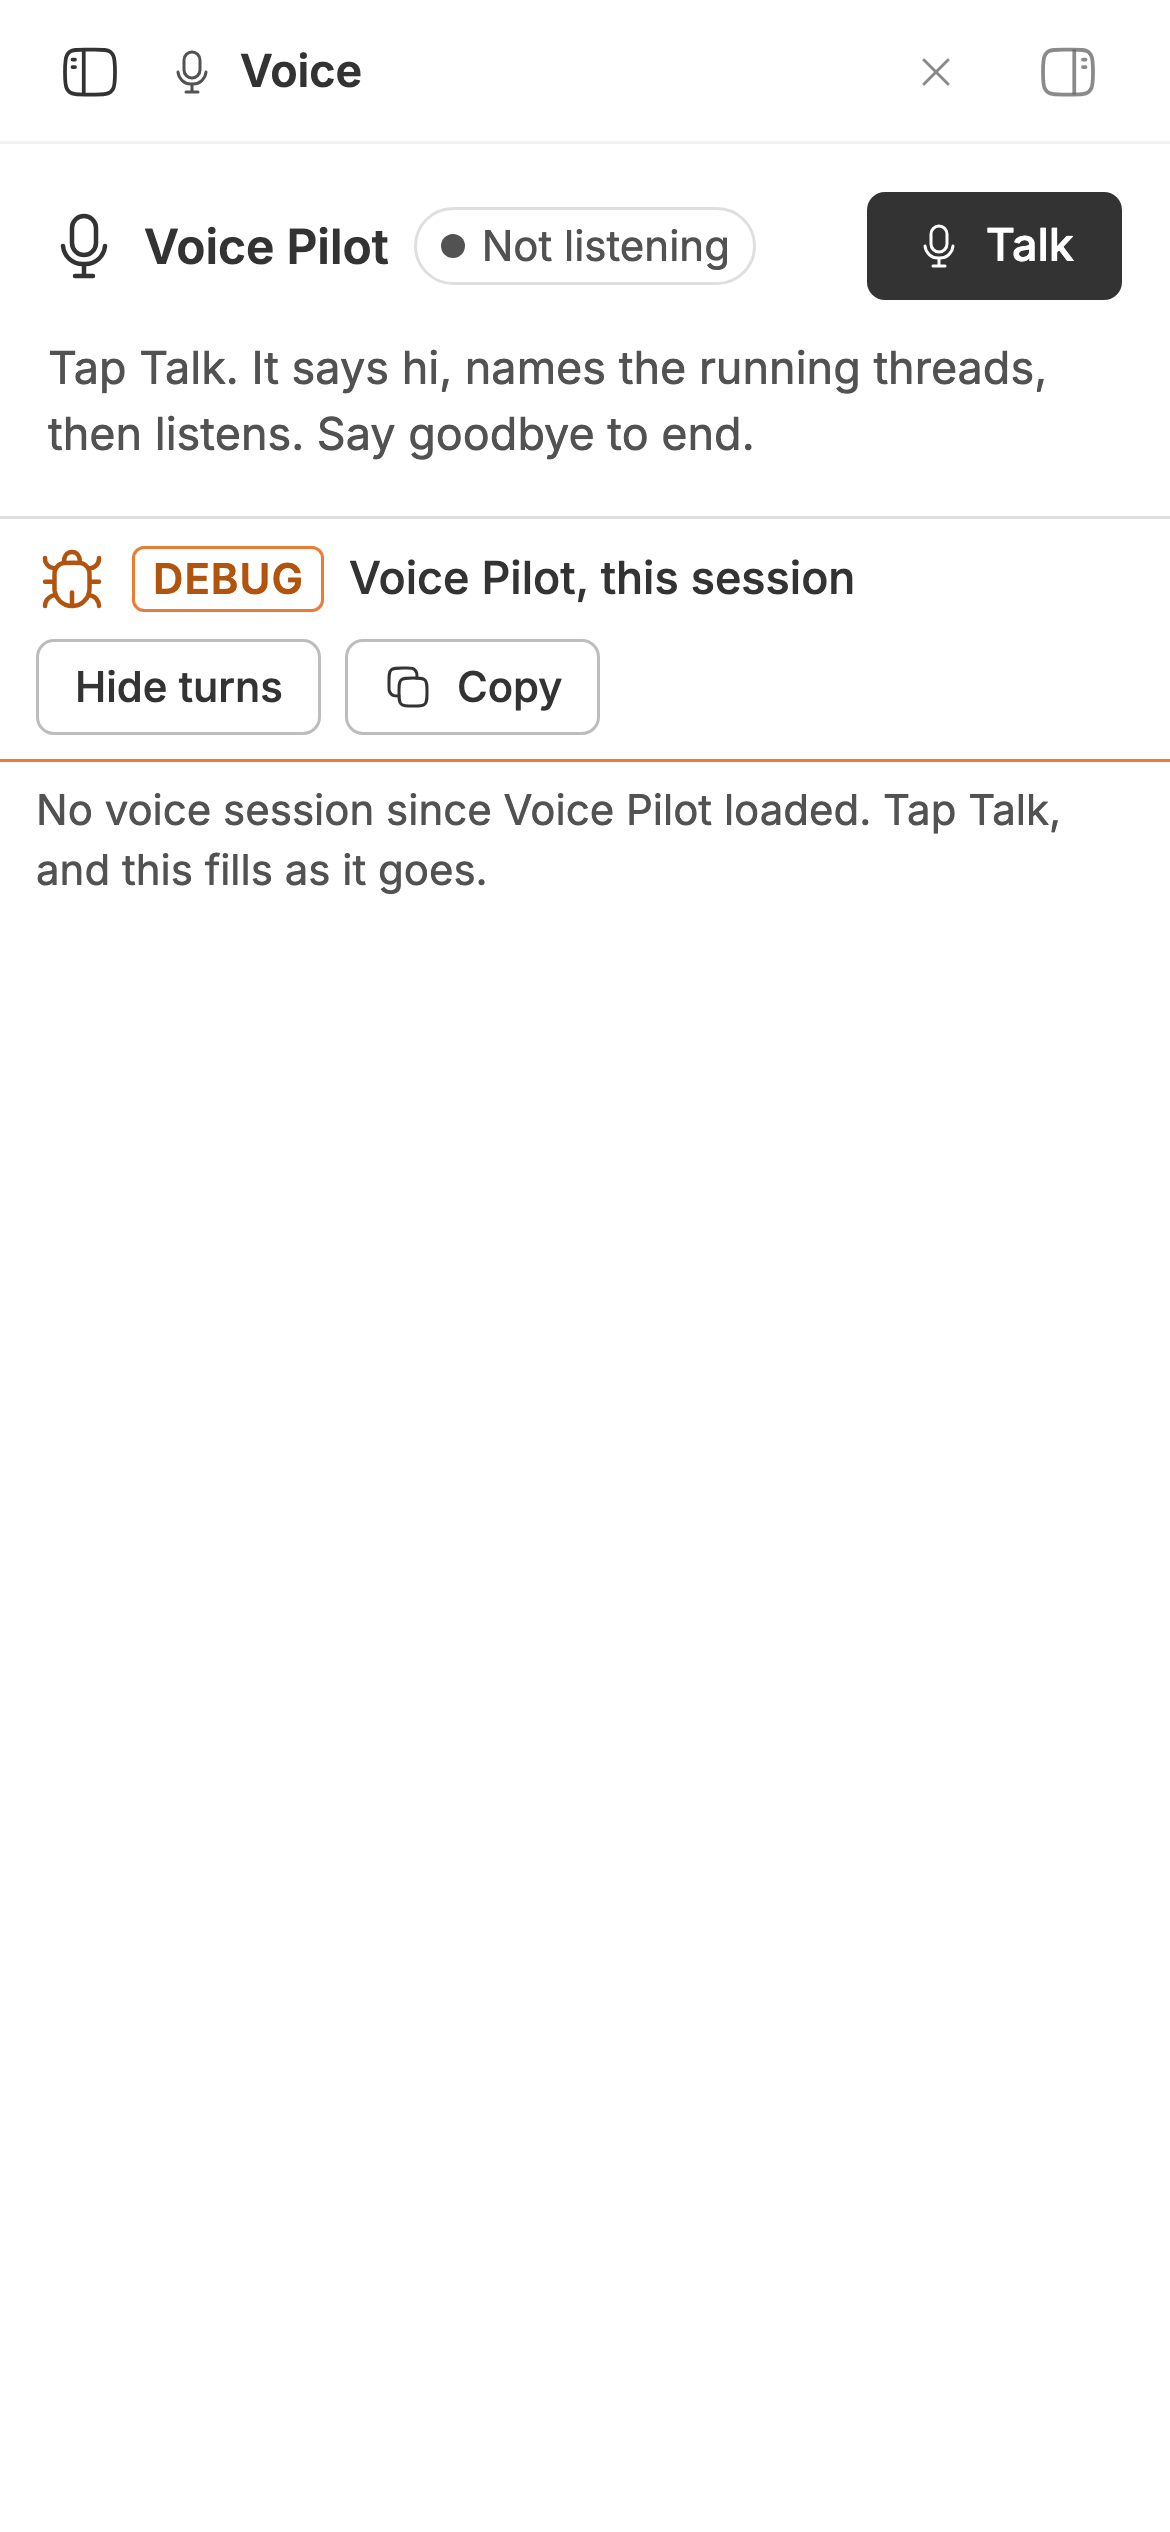 Voice
Voice Pilot
Not listening
Talk
Tap Talk. It says hi, names the running threads,
then listens. Say goodbye to end.
DEBUG
Voice Pilot, this session
Hide turns
Copy
No voice session since Voice Pilot loaded. Tap Talk,
and this fills as it goes.